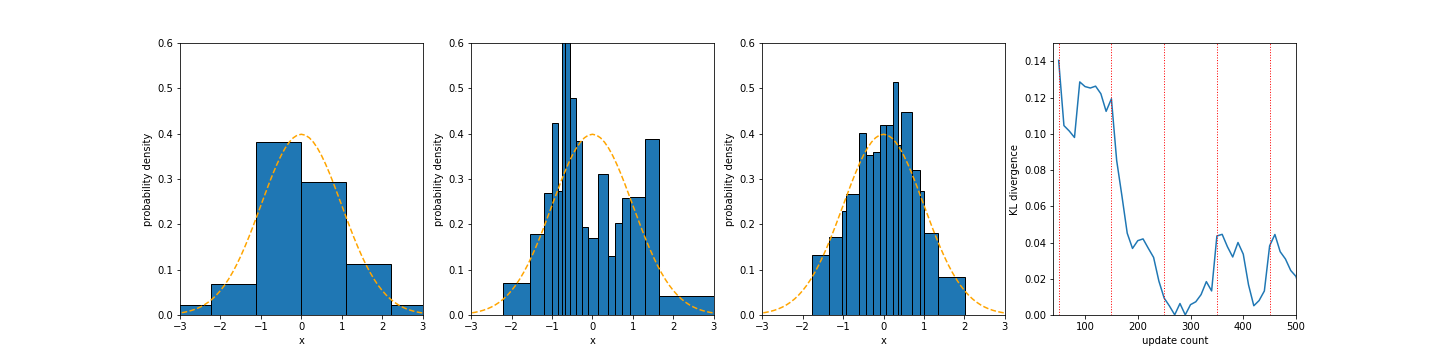 0.6
0.5
0.4
0.3
0.2
0.1
0.0
probability density
−3 −2 −1 0 1 2 3
x
0.6
0.5
0.4
0.3
0.2
0.1
0.0
probability density
−3 −2 −1 0 1 2 3
x
0.6
0.5
0.4
0.3
0.2
0.1
0.0
probability density
−3 −2 −1 0 1 2 3
x
0.14
0.12
0.10
0.08
0.06
0.04
0.02
0.00
KL divergence
100 200 300 400 500
update count